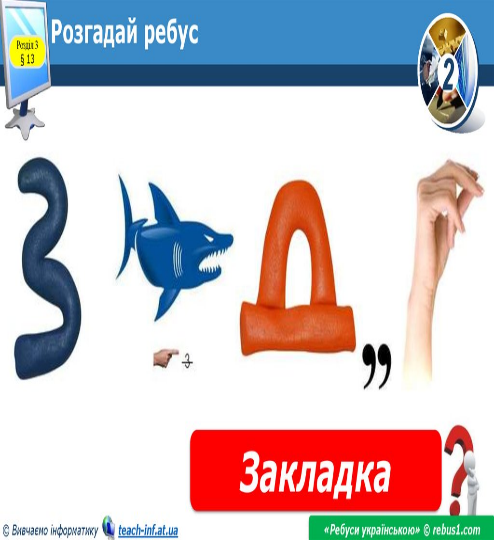 Розгадай ребус
Розділ 3
§ 13
2
З
Д
,,
Закладка
?
© Вивчаємо інформатику teach-inf.at.ua
«Ребуси українською» © rebus1.com